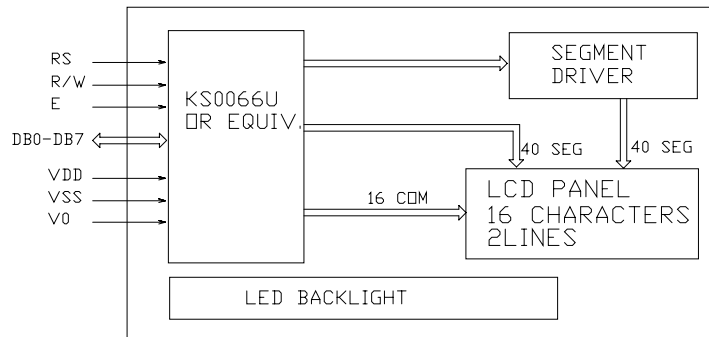 RS
R/W
E
DB0-DB7
VDD
VSS
V0
KS0066U
OR EQUIV.
SEGMENT
DRIVER
40 SEG
40 SEG
16 COM
LCD PANEL
16 CHARACTERS
2LINES
LED BACKLIGHT